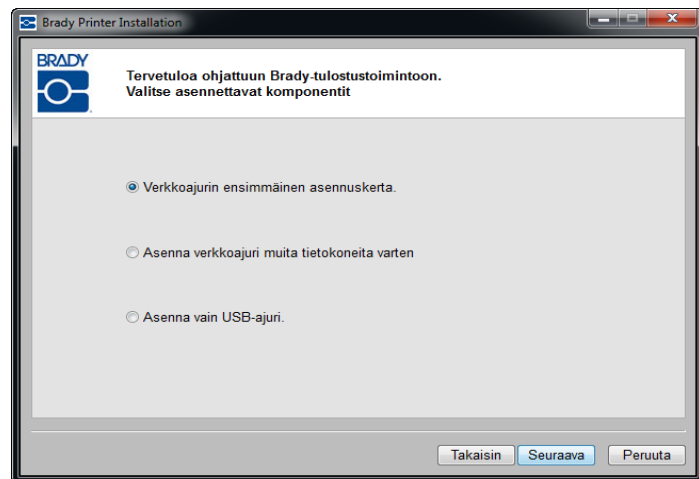 Brady Printer Installation
BRADY
Tervetuloa ohjattuun Brady-tulostustoimintoon.
Valitse asennettavat komponentit
Verkkoajurin ensimmäinen asennuskerta.
Asenna verkkoajuri muita tietokoneita varten
Asenna vain USB-ajuri.
Takaisin Seuraava Peruuta